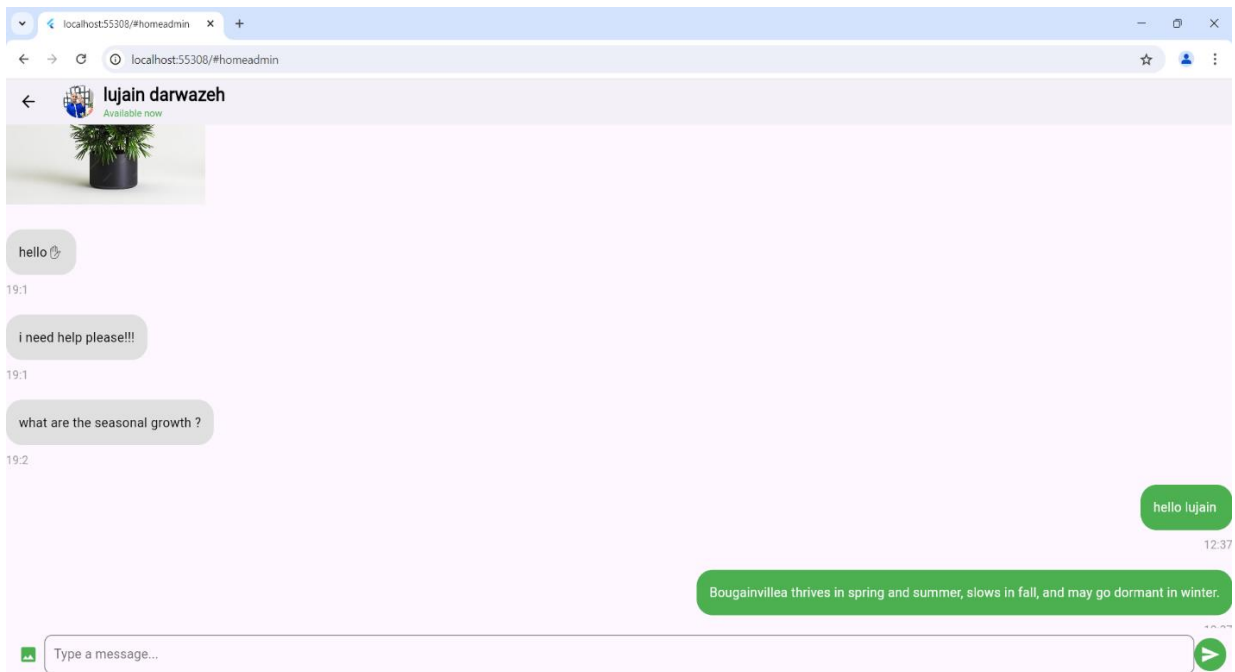 localhost:55308/#homeadmin
localhost:55308/#homeadmin
lujain darwazeh
Available now
hello ✋
19:1
i need help please!!!
19:1
what are the seasonal growth ?
19:2
hello lujain
12:37
Bougainvillea thrives in spring and summer, slows in fall, and may go dormant in winter.
Type a message...